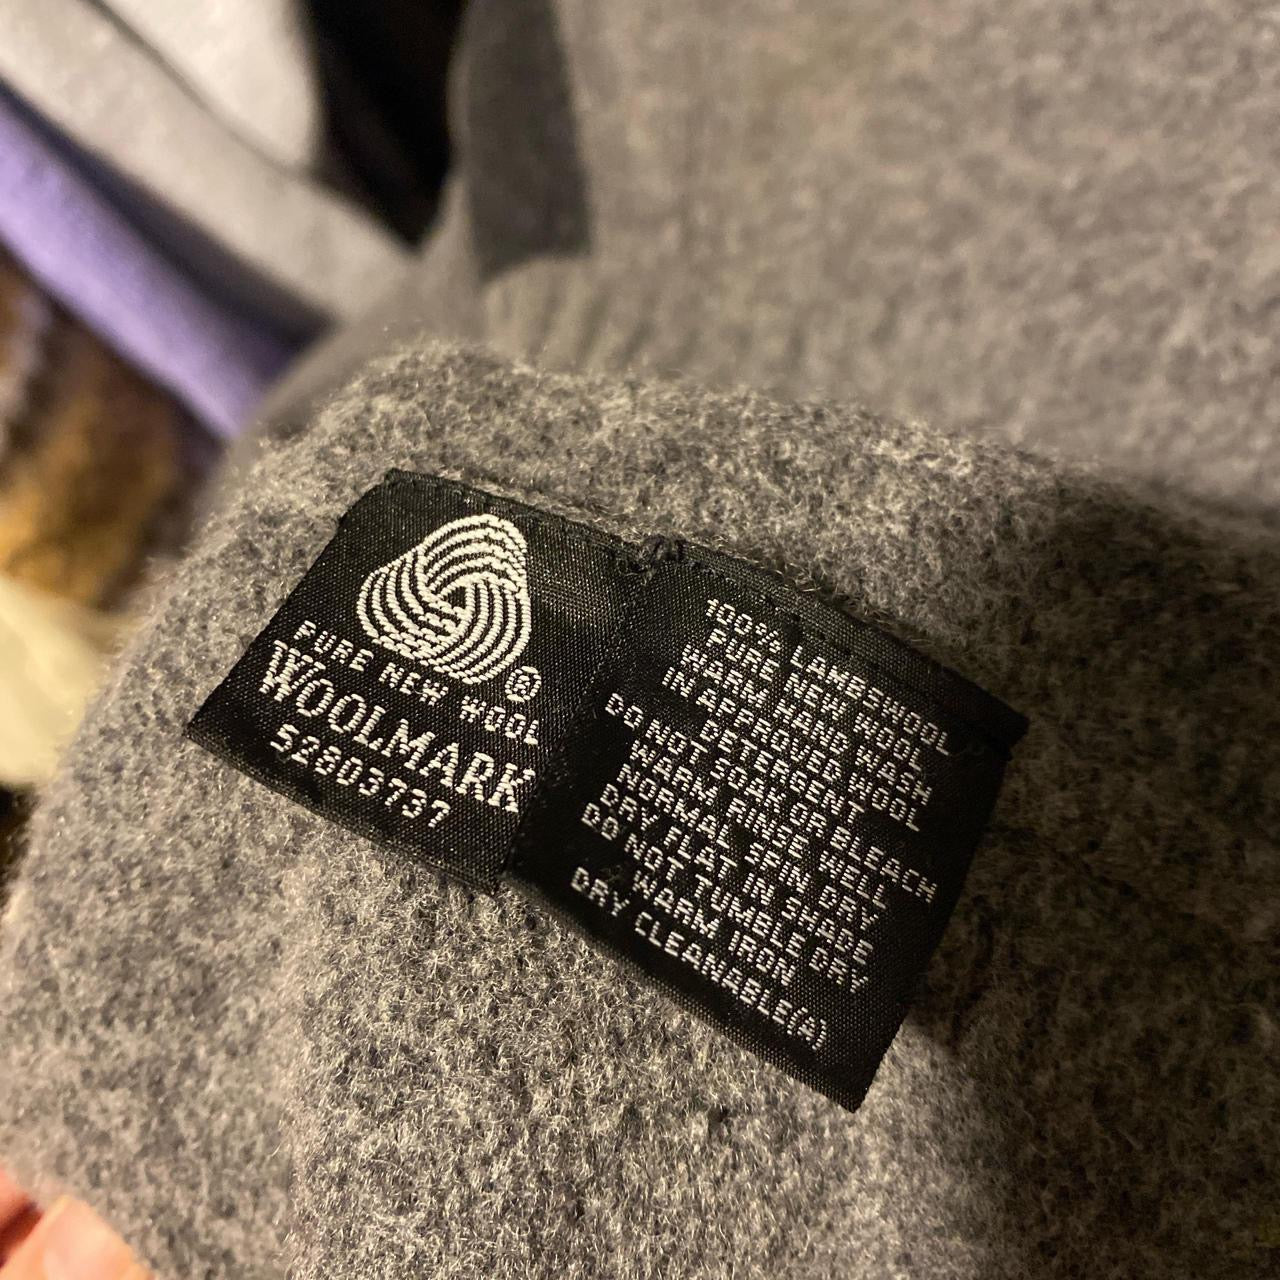 ®
PURE NEW WOOL
WOOLMARK
52803737
100% LAMBSWOOL
PURE NEW WOOL
WARM HAND WASH
IN APPROVED WOOL
DETERGENT
DO NOT SOAK OR BLEACH
WARM RINSE WELL
NORMAL SPIN DRY
DRY FLAT IN SHADE
DO NOT TUMBLE DRY
WARM IRON
DRY CLEANABLE(A)